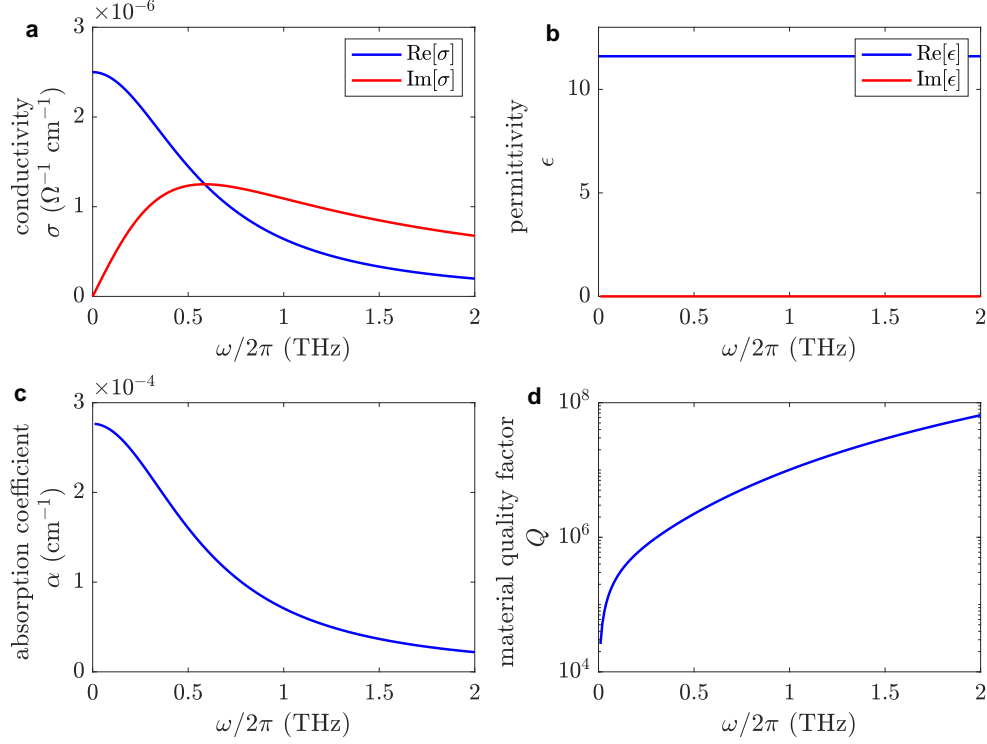 a
×10⁻⁶
conductivity
σ (Ω⁻¹ cm⁻¹)
3
2
1
0
Re[σ]
Im[σ]
0 0.5 1 1.5 2
ω/2π (THz)
b
permittivity
ϵ
10
5
0
Re[ϵ]
Im[ϵ]
0 0.5 1 1.5 2
ω/2π (THz)
c
×10⁻⁴
absorption coefficient
α (cm⁻¹)
3
2
1
0
0 0.5 1 1.5 2
ω/2π (THz)
d
material quality factor
Q
10⁸
10⁶
10⁴
0 0.5 1 1.5 2
ω/2π (THz)